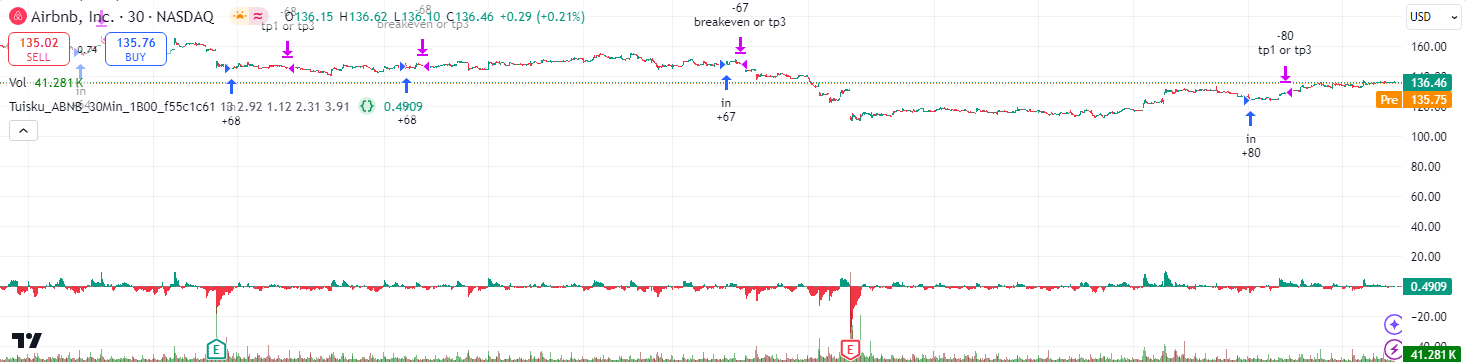 Airbnb, Inc. · 30 · NASDAQ
O136.15 H136.62 L136.10 C136.46 +0.29 (+0.21%)
USD
135.02
SELL
0.74
135.76
BUY
Vol 41.281 K
Tuisku_ABNB_30Min_1B00_f55c1c61 13 2.92 1.12 2.31 3.91 {} 0.4909
-68
tp1 or tp3
-68
breakeven or tp3
-67
breakeven or tp3
-80
tp1 or tp3
in
+68
+68
in
+67
in
+80
160.00
136.46
Pre 135.75
120.00
100.00
80.00
60.00
40.00
20.00
0.4909
−20.00
41.281 K
E
E